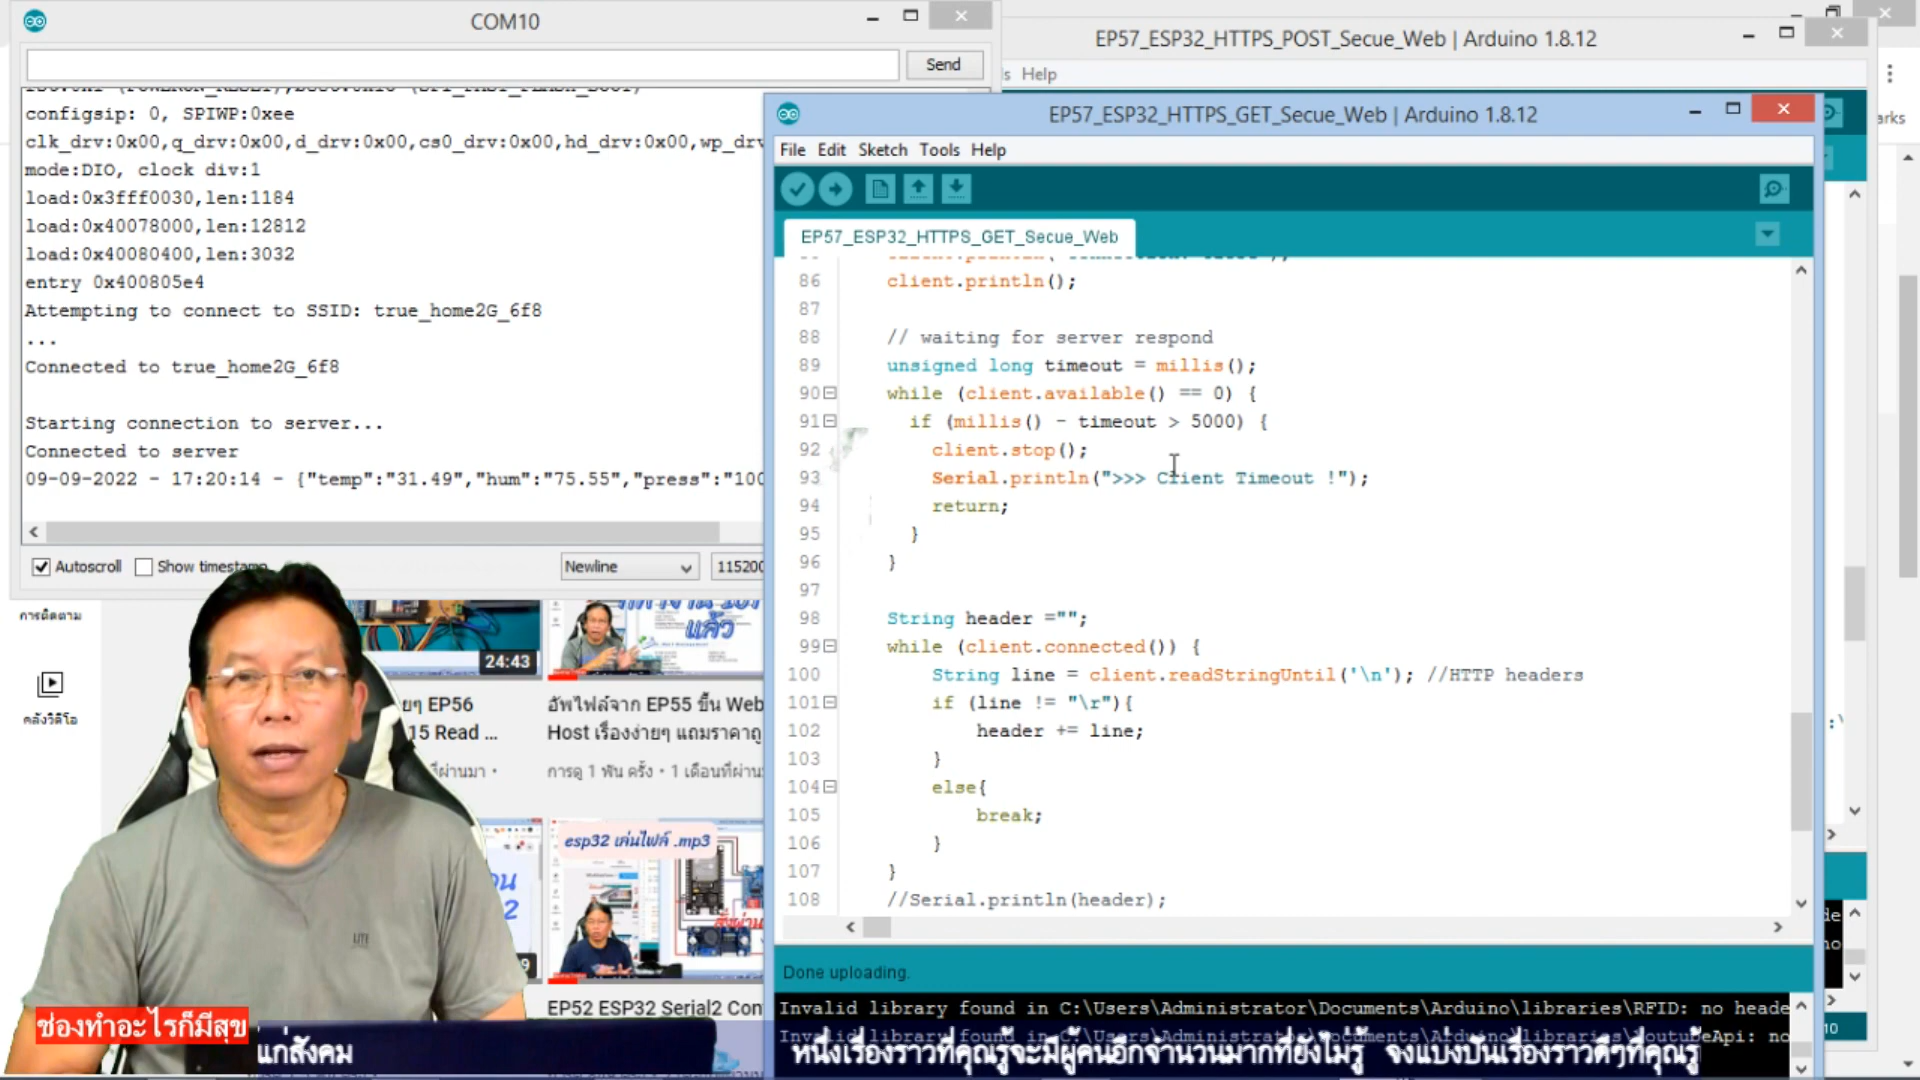 COM10
Send
configsip: 0, SPIWP:0xee
clk_drv:0x00,q_drv:0x00,d_drv:0x00,cs0_drv:0x00,hd_drv:0x00,wp_drv
mode:DIO, clock div:1
load:0x3fff0030,len:1184
load:0x40078000,len:12812
load:0x40080400,len:3032
entry 0x400805e4
Attempting to connect to SSID: true_home2G_6f8
...
Connected to true_home2G_6f8
Starting connection to server...
Connected to server
09-09-2022 - 17:20:14 - {"temp":"31.49","hum":"75.55","press":"100
Autoscroll
Show timestamp
Newline
115200
EP57_ESP32_HTTPS_POST_Secue_Web | Arduino 1.8.12
Help
EP57_ESP32_HTTPS_GET_Secue_Web | Arduino 1.8.12
File Edit Sketch Tools Help
EP57_ESP32_HTTPS_GET_Secue_Web
86 client.println();
87
88 // waiting for server respond
89 unsigned long timeout = millis();
90 while (client.available() == 0) {
91 if (millis() - timeout > 5000) {
92 client.stop();
93 Serial.println(">>> Client Timeout !");
94 return;
95 }
96 }
97
98 String header ="";
99 while (client.connected()) {
100 String line = client.readStringUntil('\n'); //HTTP headers
101 if (line != "\r"){
102 header += line;
103 }
104 else{
105 break;
106 }
107 }
108 //Serial.println(header);
Done uploading.
Invalid library found in C:\Users\Administrator\Documents\Arduino\libraries\RFID: no heade
Invalid library found in C:\Users\Administrator\Documents\Arduino\libraries\YoutubeApi: no
การติดตาม
คลังวิดีโอ
24:43
แล้ว
ยๆ EP56
15 Read ...
ที่ผ่านมา •
อัพไฟล์จาก EP55 ขึ้น Web
Host เรื่องง่ายๆ แถมราคาถู
การดู 1 พัน ครั้ง • 1 เดือนที่ผ่าน
esp32 เล่นไฟล์ .mp3
EP52 ESP32 Serial2 Con
LITE
ช่องทำอะไรก็มีสุข
แก่สังคม
หนึ่งเรื่องราวที่คุณรู้จะมีผู้คนอีกจำนวนมากที่ยังไม่รู้ จงแบ่งปันเรื่องราวดีๆที่คุณรู้